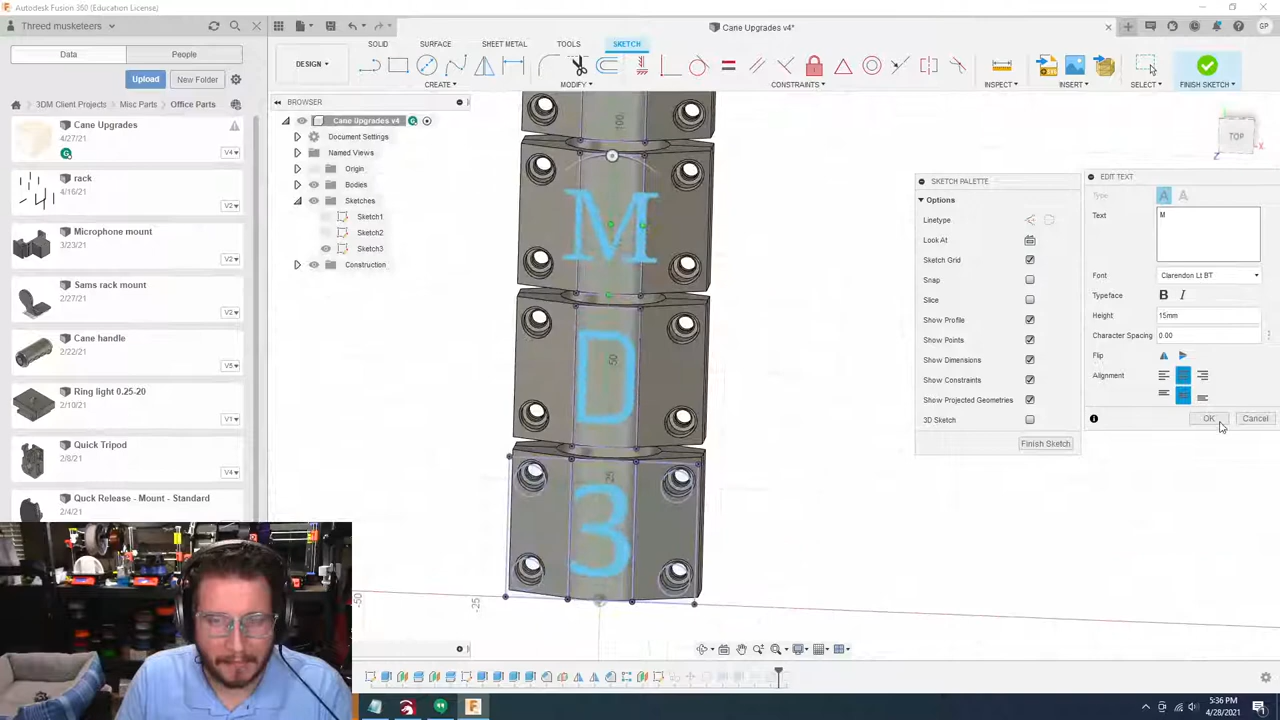 Autodesk Fusion 360 (Education License)
Threed musketeers
Cane Upgrades v4*
GP
Data
People
Upload
New Folder
3DM Client Projects
Misc Parts
Office Parts
Cane Upgrades
4/27/21
V4
rack
4/16/21
V2
Microphone mount
3/23/21
V2
Sams rack mount
2/27/21
Cane handle
2/22/21
V5
Ring light 0.25-20
2/10/21
V1
Quick Tripod
2/8/21
V4
Quck Release - Mount - Standard
2/4/21
DESIGN
SOLID
SURFACE
SHEET METAL
TOOLS
SKETCH
CREATE
MODIFY
CONSTRAINTS
INSPECT
INSERT
SELECT
FINISH SKETCH
BROWSER
Cane Upgrades v4
Document Settings
Named Views
Origin
Bodies
Sketches
Sketch1
Sketch2
Sketch3
Construction
100
M
50
D
25
3
-50
-25
TOP
X
Z
SKETCH PALETTE
Options
Linetype
Look At
Sketch Grid
Snap
Slice
Show Profile
Show Points
Show Dimensions
Show Constraints
Show Projected Geometries
3D Sketch
Finish Sketch
EDIT TEXT
Type
A
A
Text
M
Font
Clarendon Lt BT
Typeface
B
I
Height
15mm
Character Spacing
0.00
Flip
Alignment
OK
Cancel
5:36 PM
4/28/2021